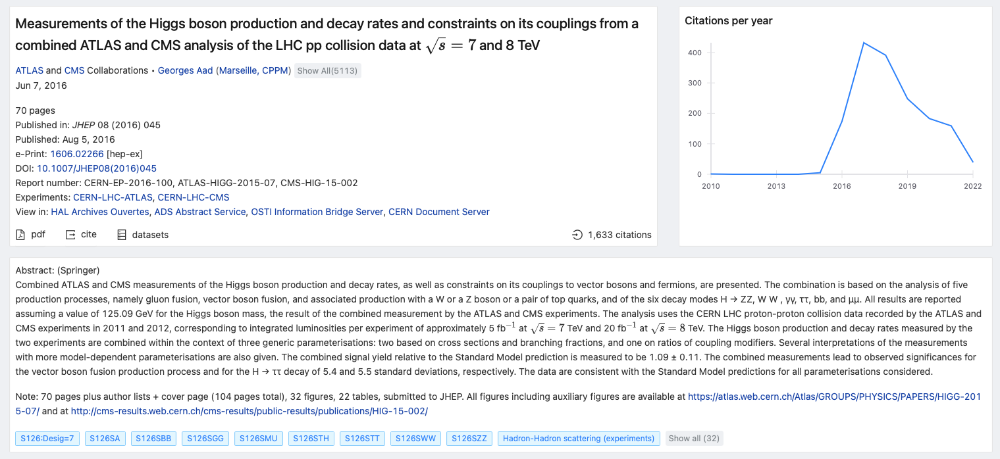 Measurements of the Higgs boson production and decay rates and constraints on its couplings from a
combined ATLAS and CMS analysis of the LHC pp collision data at √s = 7 and 8 TeV
ATLAS and CMS Collaborations • Georges Aad (Marseille, CPPM) Show All(5113)
Jun 7, 2016
70 pages
Published in: JHEP 08 (2016) 045
Published: Aug 5, 2016
e-Print: 1606.02266 [hep-ex]
DOI: 10.1007/JHEP08(2016)045
Report number: CERN-EP-2016-100, ATLAS-HIGG-2015-07, CMS-HIG-15-002
Experiments: CERN-LHC-ATLAS, CERN-LHC-CMS
View in: HAL Archives Ouvertes, ADS Abstract Service, OSTI Information Bridge Server, CERN Document Server
pdf cite datasets 1,633 citations
Citations per year
400
300
200
100
0
2010 2013 2016 2019 2022
Abstract: (Springer)
Combined ATLAS and CMS measurements of the Higgs boson production and decay rates, as well as constraints on its couplings to vector bosons and fermions, are presented. The combination is based on the analysis of five
production processes, namely gluon fusion, vector boson fusion, and associated production with a W or a Z boson or a pair of top quarks, and of the six decay modes H → ZZ, W W , γγ, ττ, bb, and μμ. All results are reported
assuming a value of 125.09 GeV for the Higgs boson mass, the result of the combined measurement by the ATLAS and CMS experiments. The analysis uses the CERN LHC proton-proton collision data recorded by the ATLAS and
CMS experiments in 2011 and 2012, corresponding to integrated luminosities per experiment of approximately 5 fb⁻¹ at √s = 7 TeV and 20 fb⁻¹ at √s = 8 TeV. The Higgs boson production and decay rates measured by the
two experiments are combined within the context of three generic parameterisations: two based on cross sections and branching fractions, and one on ratios of coupling modifiers. Several interpretations of the measurements
with more model-dependent parameterisations are also given. The combined signal yield relative to the Standard Model prediction is measured to be 1.09 ± 0.11. The combined measurements lead to observed significances for
the vector boson fusion production process and for the H → ττ decay of 5.4 and 5.5 standard deviations, respectively. The data are consistent with the Standard Model predictions for all parameterisations considered.
Note: 70 pages plus author lists + cover page (104 pages total), 32 figures, 22 tables, submitted to JHEP. All figures including auxiliary figures are available at https://atlas.web.cern.ch/Atlas/GROUPS/PHYSICS/PAPERS/HIGG-201
5-07/ and at http://cms-results.web.cern.ch/cms-results/public-results/publications/HIG-15-002/
S126:Desig=7 S126SA S126SBB S126SGG S126SMU S126STH S126STT S126SWW S126SZZ Hadron-Hadron scattering (experiments) Show all (32)